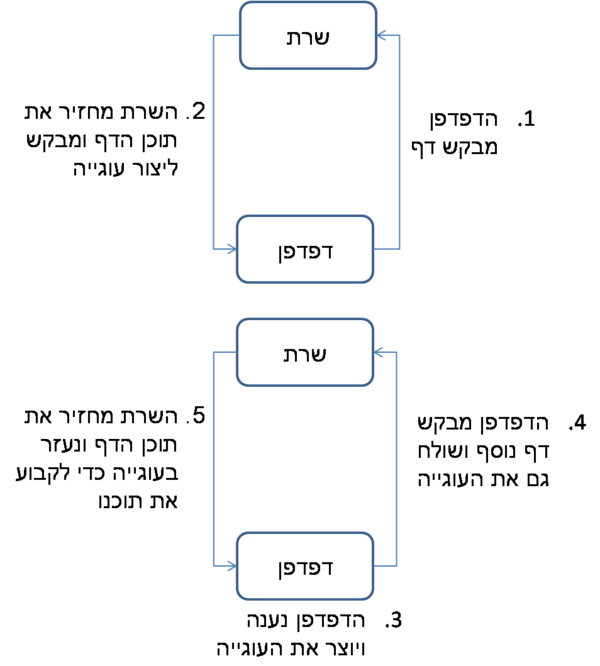 שרת
1. הדפדפן
מבקש דף
2. השרת מחזיר את
תוכן הדף ומבקש
ליצור עוגייה
דפדפן
שרת
4. הדפדפן מבקש
דף נוסף ושולח
גם את העוגייה
5. השרת מחזיר את
תוכן הדף ונעזר
בעוגייה כדי לקבוע
את תוכנו
דפדפן
3. הדפדפן נענה
ויוצר את העוגייה